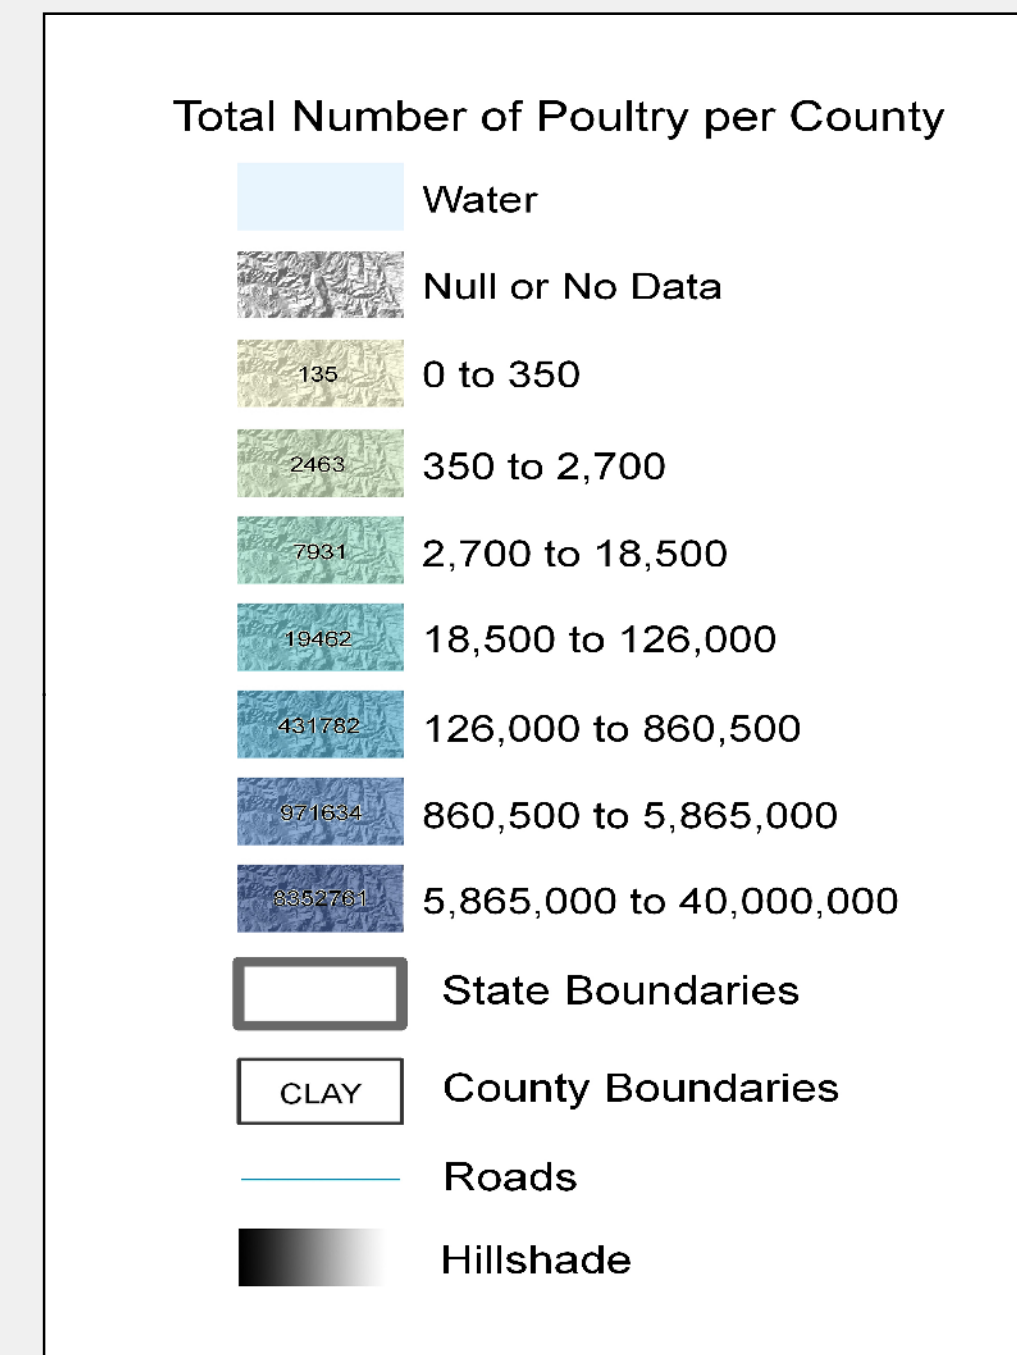 Total Number of Poultry per County
Water
Null or No Data
135 0 to 350
2463 350 to 2,700
7931 2,700 to 18,500
19462 18,500 to 126,000
431782 126,000 to 860,500
971634 860,500 to 5,865,000
8352761 5,865,000 to 40,000,000
State Boundaries
CLAY County Boundaries
Roads
Hillshade